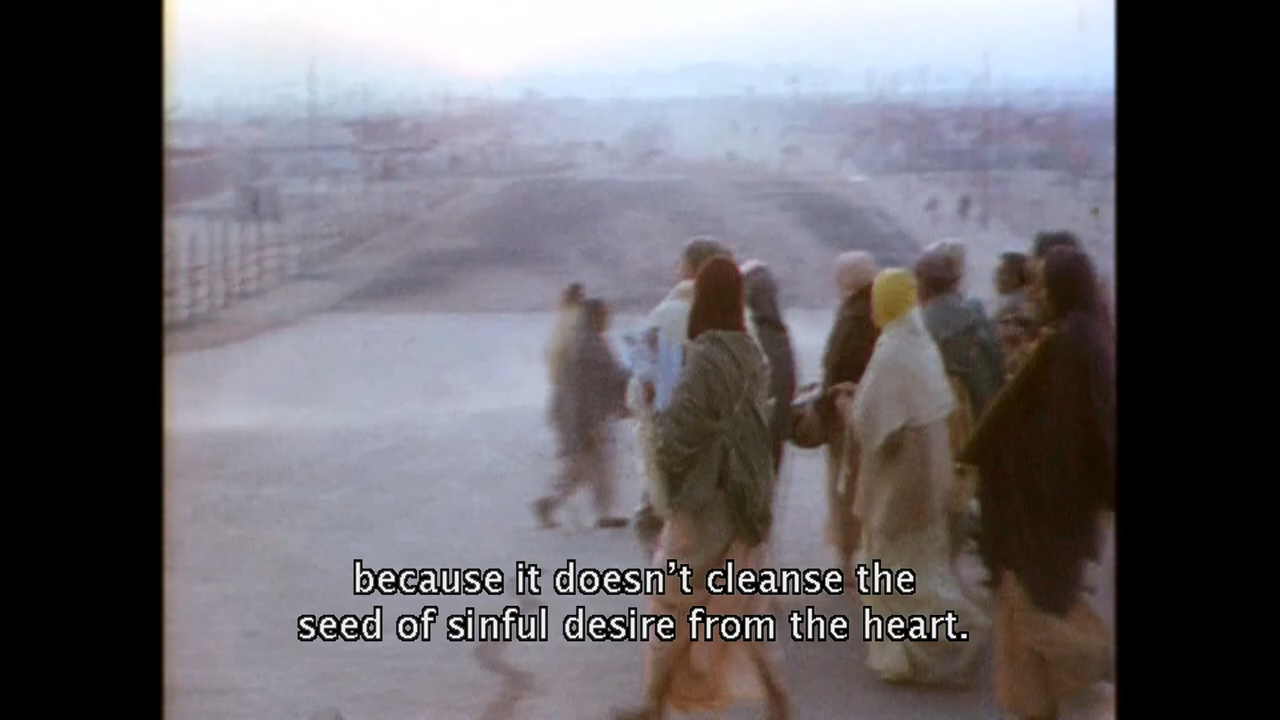 because it doesn’t cleanse the
seed of sinful desire from the heart.